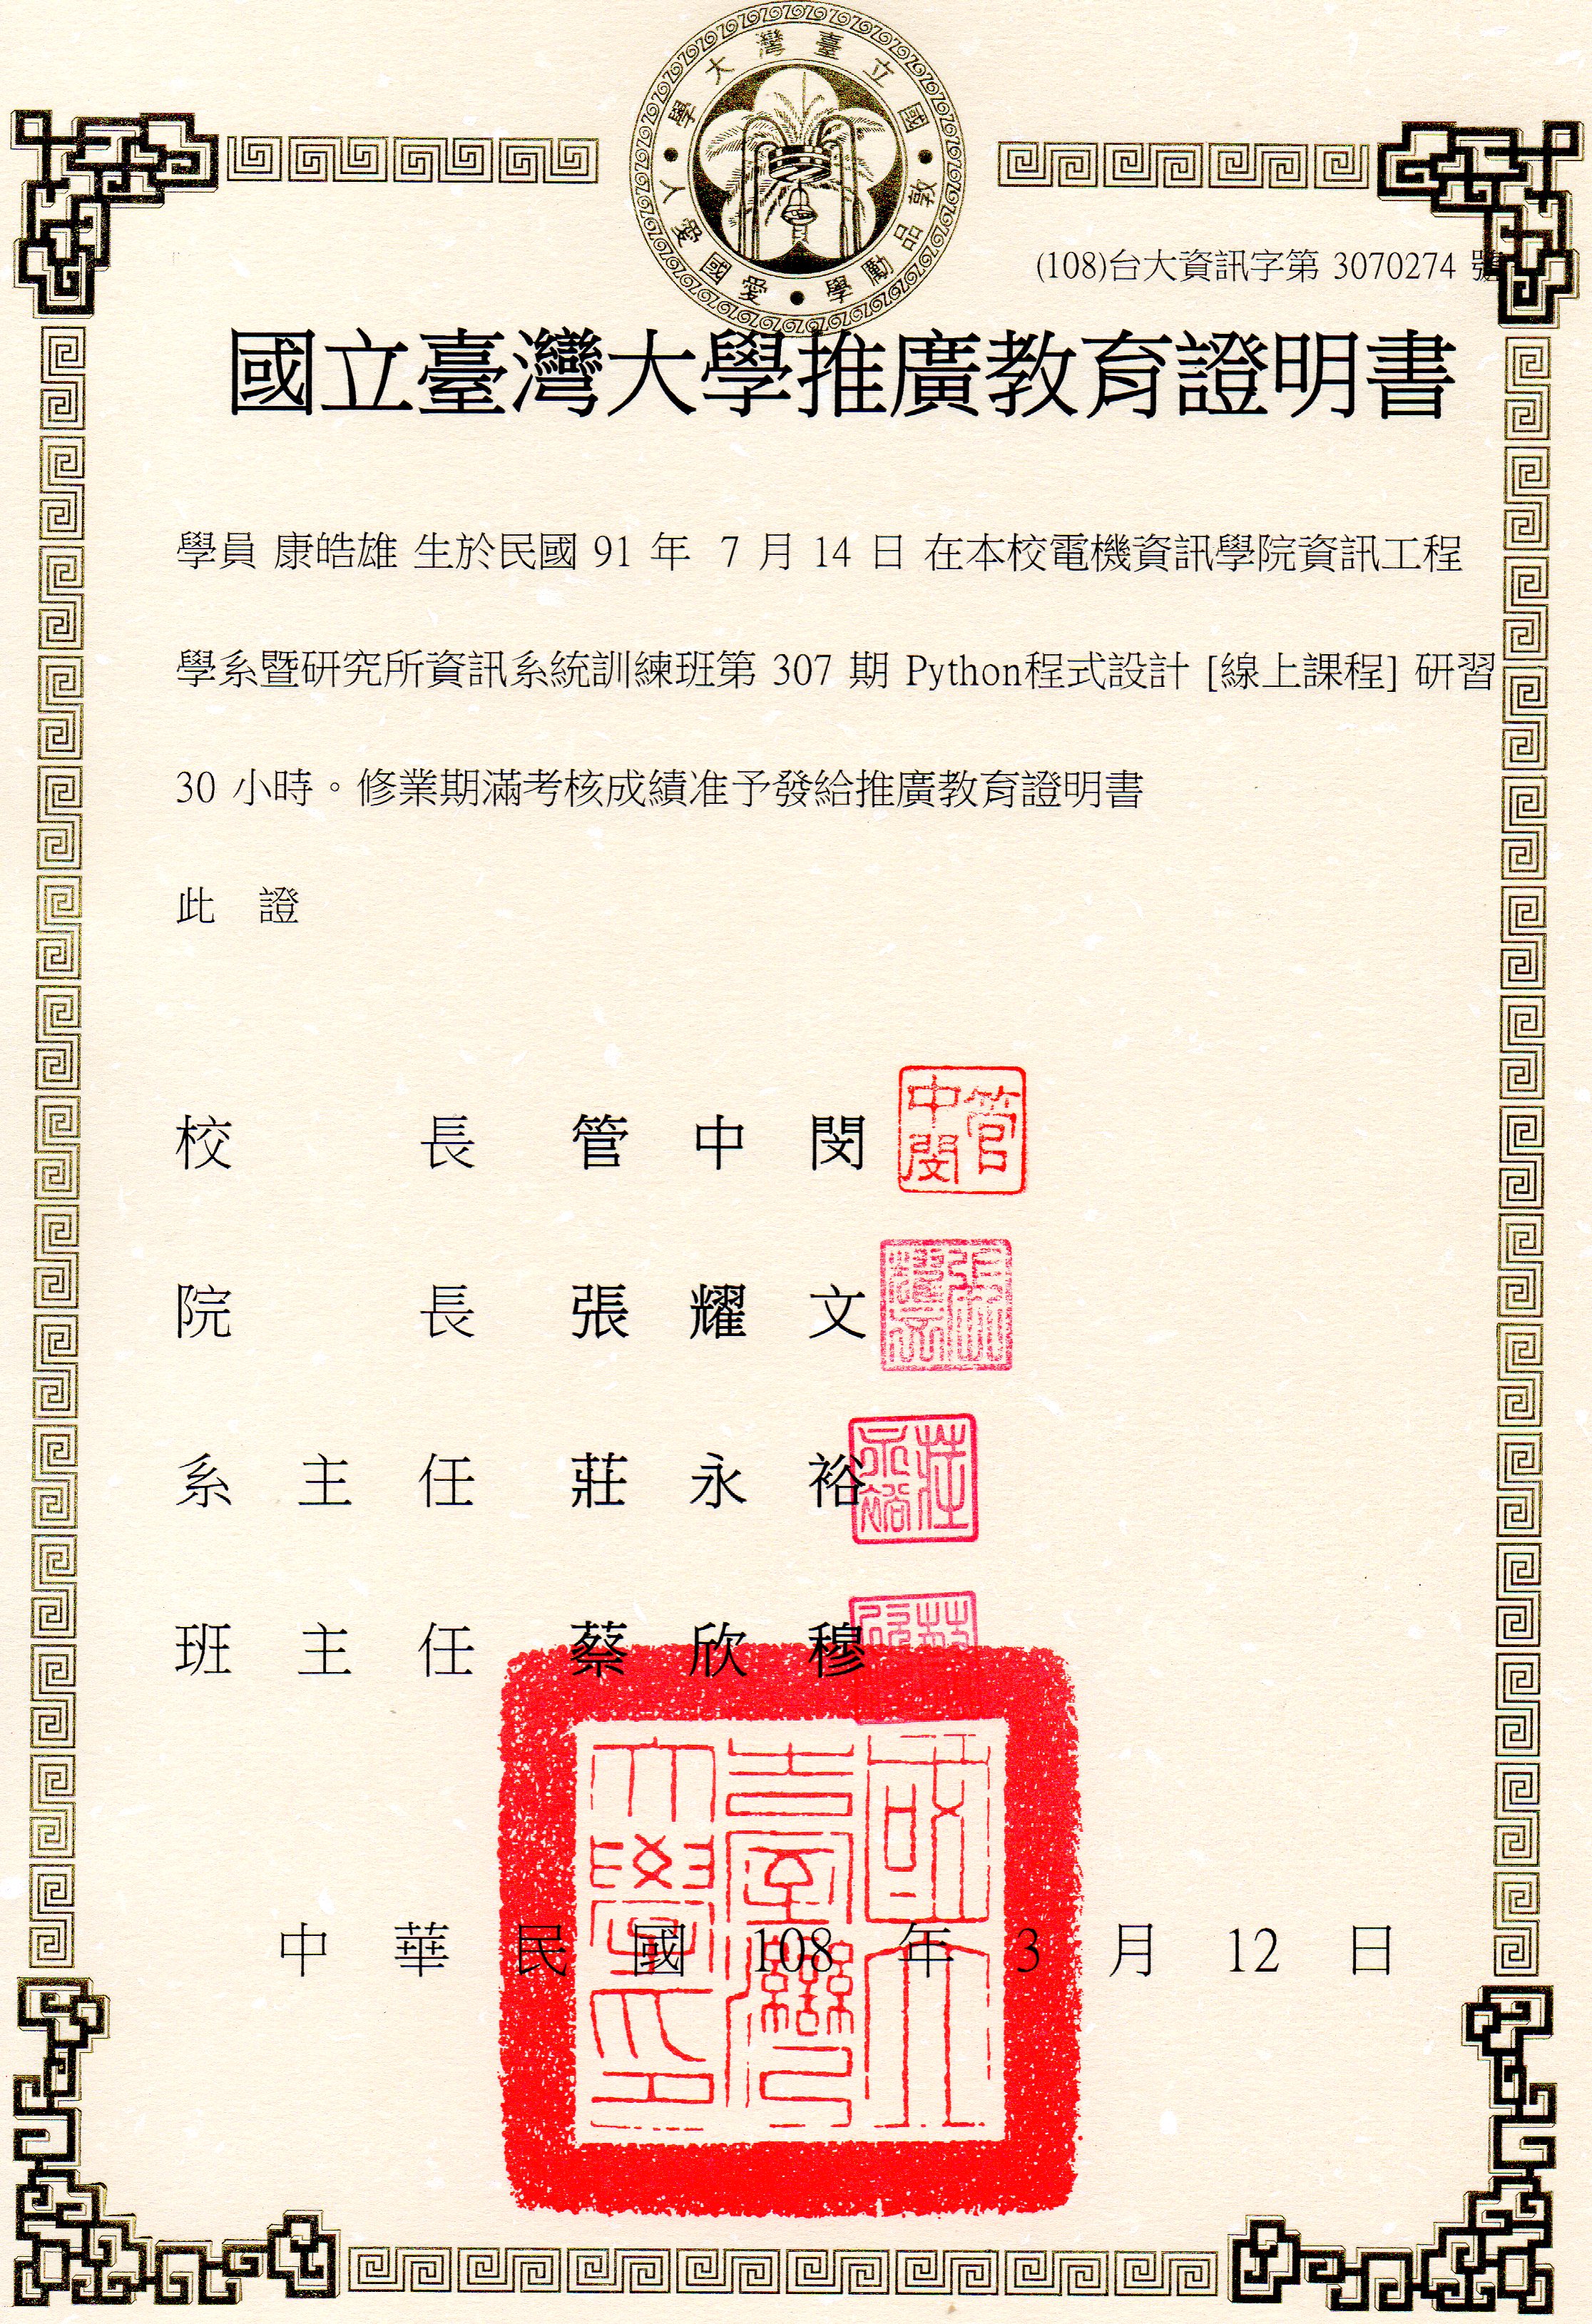 國立臺灣大學
敦品勵學 愛國愛人
(108)台大資訊字第 3070274 號
國立臺灣大學推廣教育證明書
學員 康皓雄 生於民國 91 年 7 月 14 日 在本校電機資訊學院資訊工程
學系暨研究所資訊系統訓練班第 307 期 Python程式設計 [線上課程] 研習
30 小時。修業期滿考核成績准予發給推廣教育證明書
此 證
校 長 管 中 閔
管中閔
院 長 張 耀 文
系 主 任 莊 永 裕
莊永裕
班 主 任 蔡 欣 穆
國立臺灣大學印
中 華 民 國 108 年 3 月 12 日